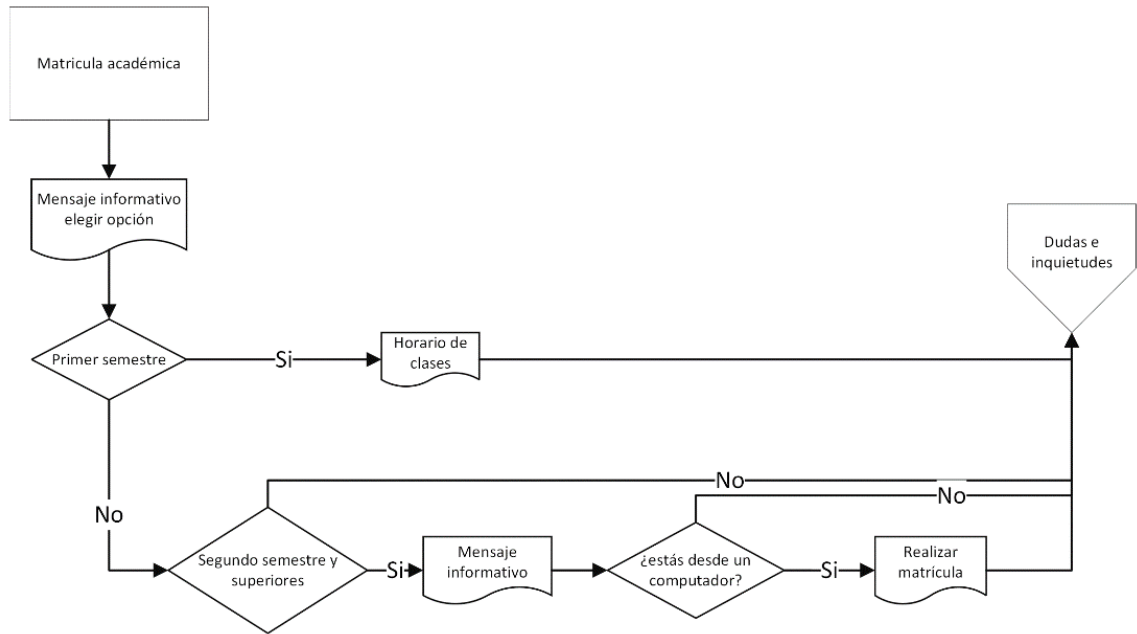 Matricula académica
Mensaje informativo
elegir opción
Dudas e
inquietudes
Primer semestre
Si
Horario de
clases
No
No
No
Segundo semestre y
superiores
Si
Mensaje
informativo
¿estás desde un
computador?
Si
Realizar
matrícula